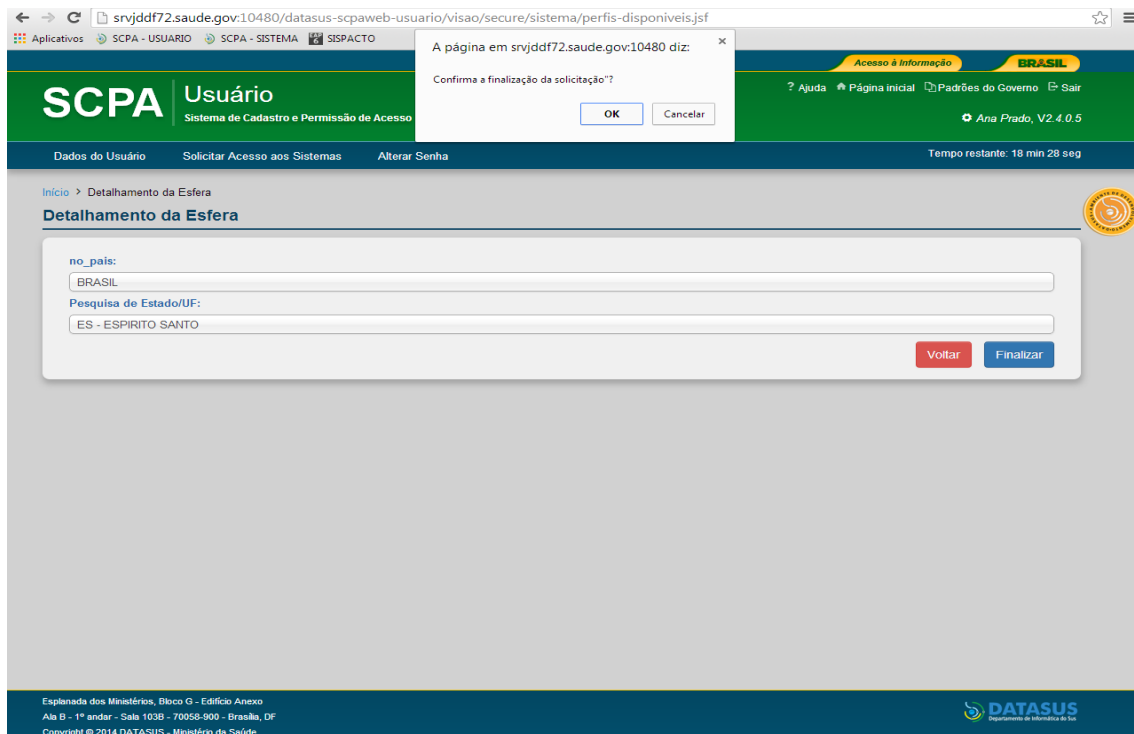 srvjddf72.saude.gov:10480/datasus-scpaweb-usuario/visao/secure/sistema/perfis-disponiveis.jsf
Aplicativos SCPA - USUARIO SCPA - SISTEMA SISPACTO
A página em srvjddf72.saude.gov:10480 diz:
Confirma a finalização da solicitação"?
OK Cancelar
Acesso à Informação BRASIL
SCPA Usuário
Sistema de Cadastro e Permissão de Acesso
? Ajuda Página inicial Padrões do Governo Sair
Ana Prado, V2.4.0.5
Dados do Usuário Solicitar Acesso aos Sistemas Alterar Senha Tempo restante: 18 min 28 seg
Início > Detalhamento da Esfera
Detalhamento da Esfera
no_pais:
BRASIL
Pesquisa de Estado/UF:
ES - ESPIRITO SANTO
Voltar Finalizar
Esplanada dos Ministérios, Bloco G - Edifício Anexo
Ala B - 1º andar - Sala 103B - 70058-900 - Brasília, DF
Copyright © 2014 DATASUS - Ministério da Saúde
DATASUS
Departamento de Informática do Sus